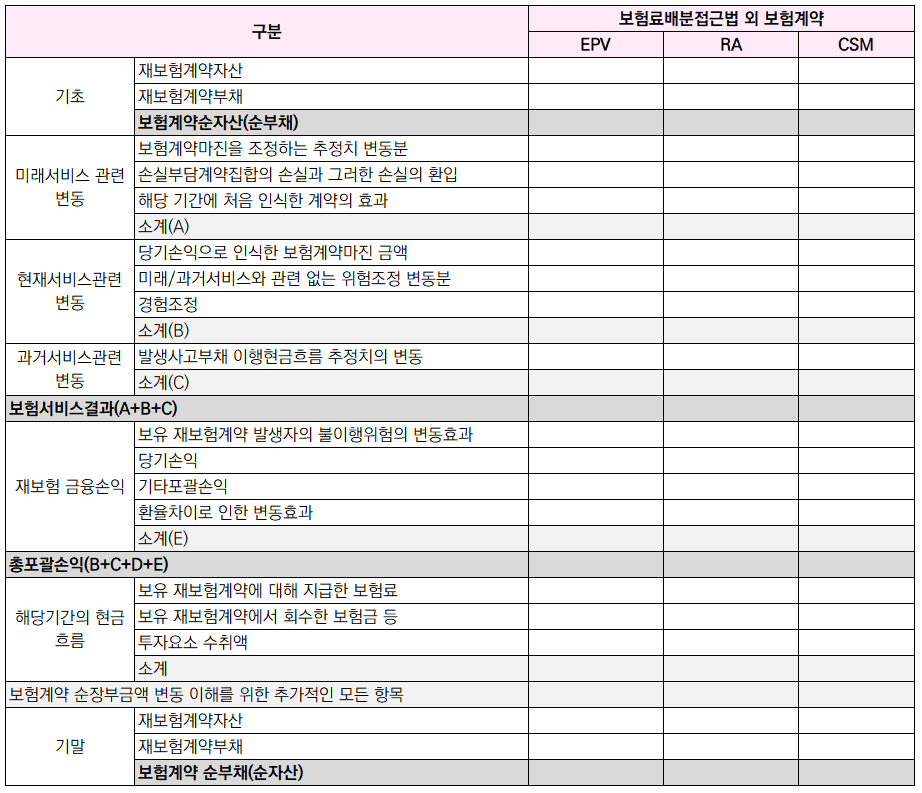 구분
보험료배분접근법 외 보험계약
EPV
RA
CSM
기초
재보험계약자산
재보험계약부채
보험계약순자산(순부채)
미래서비스 관련
변동
보험계약마진을 조정하는 추정치 변동분
손실부담계약집합의 손실과 그러한 손실의 환입
해당 기간에 처음 인식한 계약의 효과
소계(A)
현재서비스관련
변동
당기손익으로 인식한 보험계약마진 금액
미래/과거서비스와 관련 없는 위험조정 변동분
경험조정
소계(B)
과거서비스관련
변동
발생사고부채 이행현금흐름 추정치의 변동
소계(C)
보험서비스결과(A+B+C)
재보험 금융손익
보유 재보험계약 발생자의 불이행위험의 변동효과
당기손익
기타포괄손익
환율차이로 인한 변동효과
소계(E)
총포괄손익(B+C+D+E)
해당기간의 현금
흐름
보유 재보험계약에 대해 지급한 보험료
보유 재보험계약에서 회수한 보험금 등
투자요소 수취액
소계
보험계약 순장부금액 변동 이해를 위한 추가적인 모든 항목
기말
재보험계약자산
재보험계약부채
보험계약 순부채(순자산)